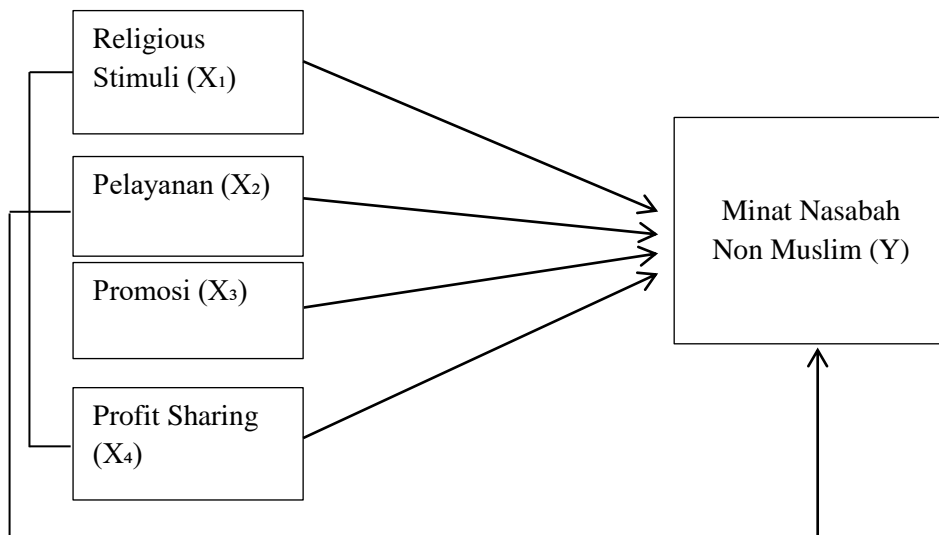 Religious
Stimuli (X₁)
Pelayanan (X₂)
Promosi (X₃)
Profit Sharing
(X₄)
Minat Nasabah
Non Muslim (Y)